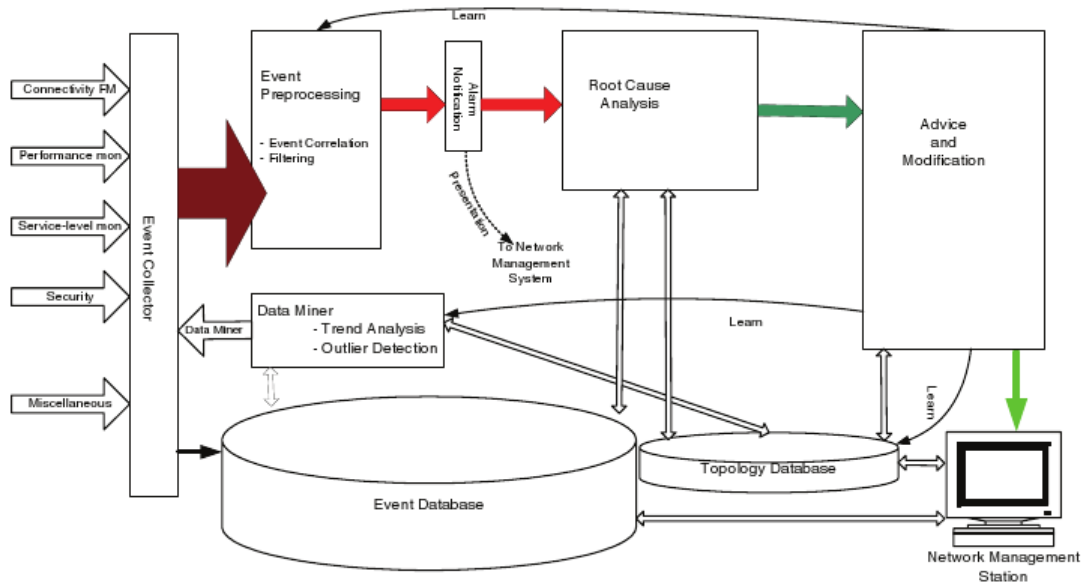 Learn
Connectivity FM
Performance mon
Service-level mon
Security
Data Miner
Miscellaneous
Event Collector
Event
Preprocessing
- Event Correlation
- Filtering
Alarm
Notification
Presentation
To Network
Management
System
Root Cause
Analysis
Advice
and
Modification
Data Miner
- Trend Analysis
- Outlier Detection
Learn
Learn
Event Database
Topology Database
Network Management
Station